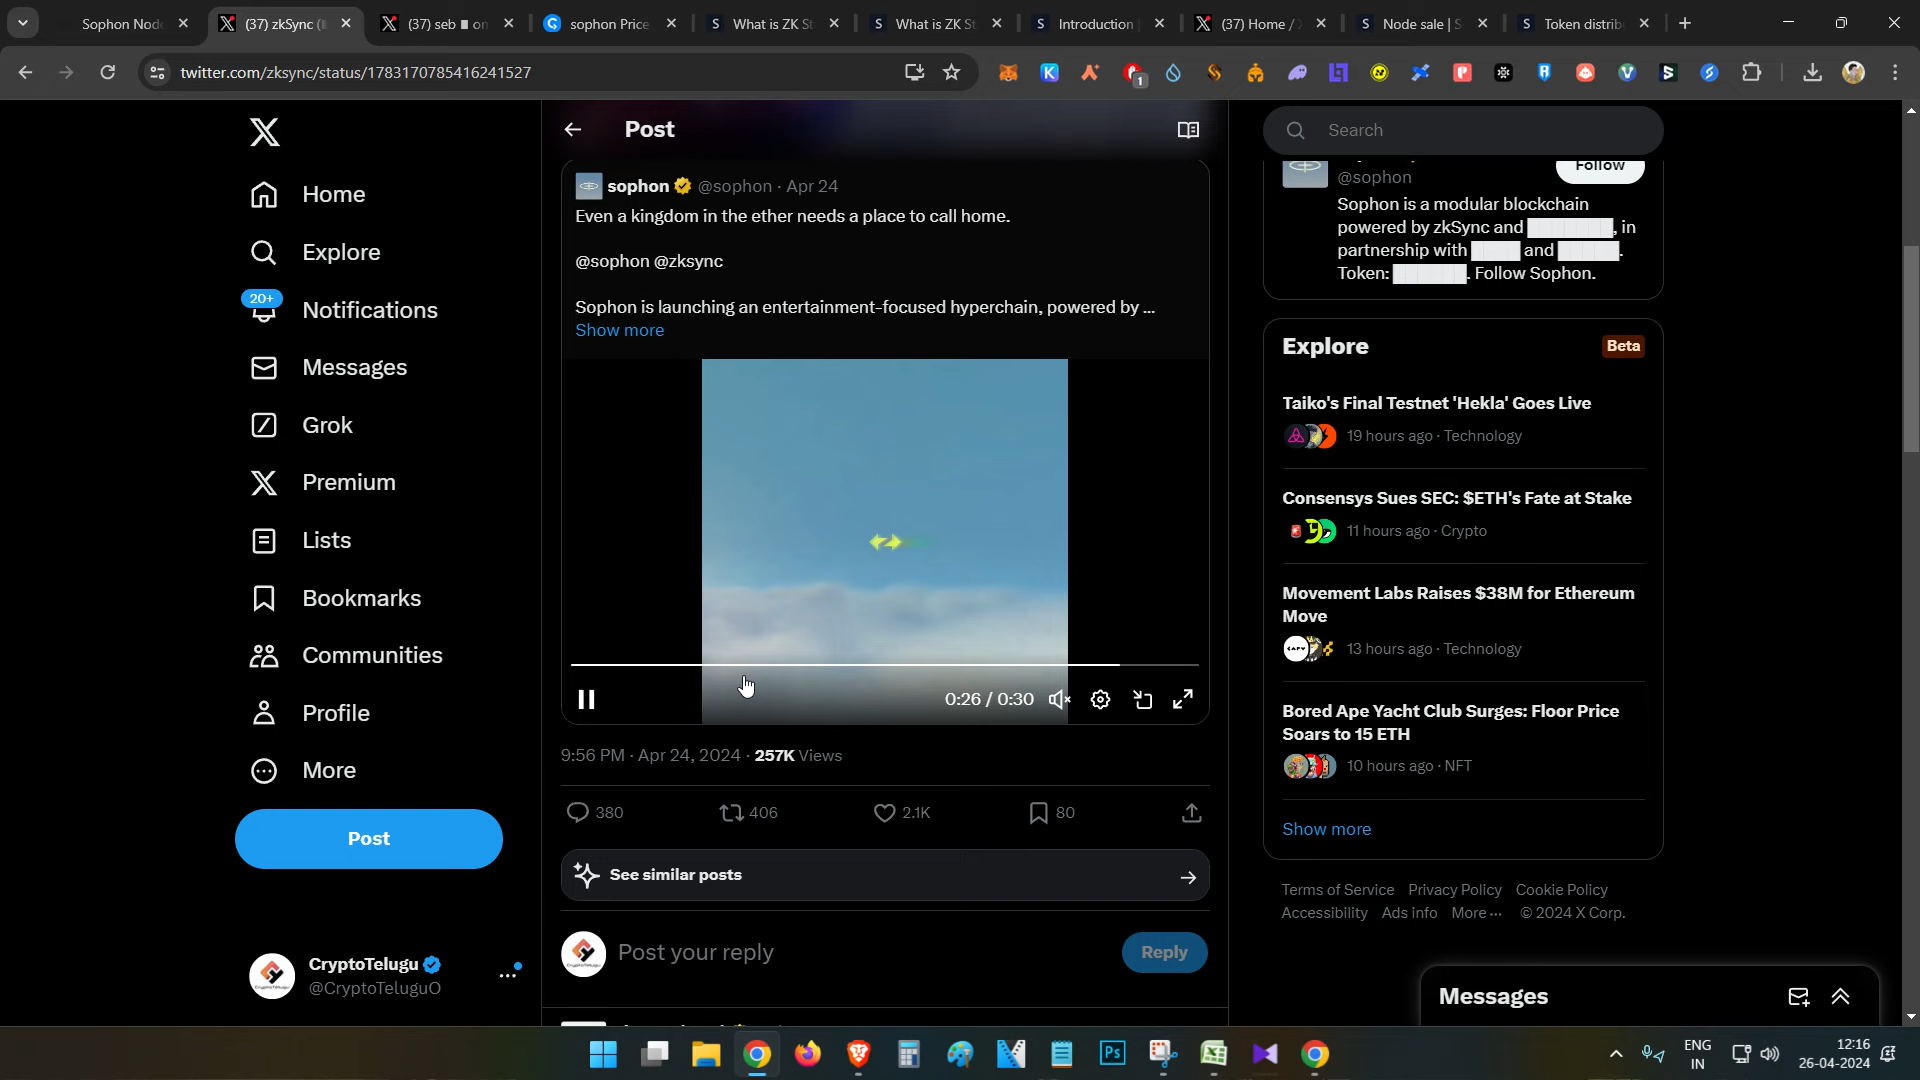 Sophon Nod
(37) zkSync (
(37) seb on
sophon Price
What is ZK St
What is ZK St
Introduction
(37) Home /
Node sale | S
Token distrib
twitter.com/zksync/status/1783170785416241527
1
Home
Explore
20+
Notifications
Messages
Grok
Premium
Lists
Bookmarks
Communities
Profile
More
Post
CryptoTelugu
@CryptoTeluguO
Post
sophon @sophon · Apr 24
Even a kingdom in the ether needs a place to call home.
@sophon @zksync
Sophon is launching an entertainment-focused hyperchain, powered by ...
Show more
0:26 / 0:30
9:56 PM · Apr 24, 2024 · 257K Views
380
406
2.1K
80
See similar posts
Post your reply
Reply
Search
@sophon
Follow
Sophon is a modular blockchain
powered by zkSync and ███████, in
partnership with ████ and █████.
Token: ██████. Follow Sophon.
Explore
Beta
Taiko's Final Testnet 'Hekla' Goes Live
19 hours ago · Technology
Consensys Sues SEC: $ETH's Fate at Stake
11 hours ago · Crypto
Movement Labs Raises $38M for Ethereum
Move
13 hours ago · Technology
Bored Ape Yacht Club Surges: Floor Price
Soars to 15 ETH
10 hours ago · NFT
Show more
Terms of Service Privacy Policy Cookie Policy
Accessibility Ads info More ··· © 2024 X Corp.
Messages
Ps
ENG
IN
12:16
26-04-2024